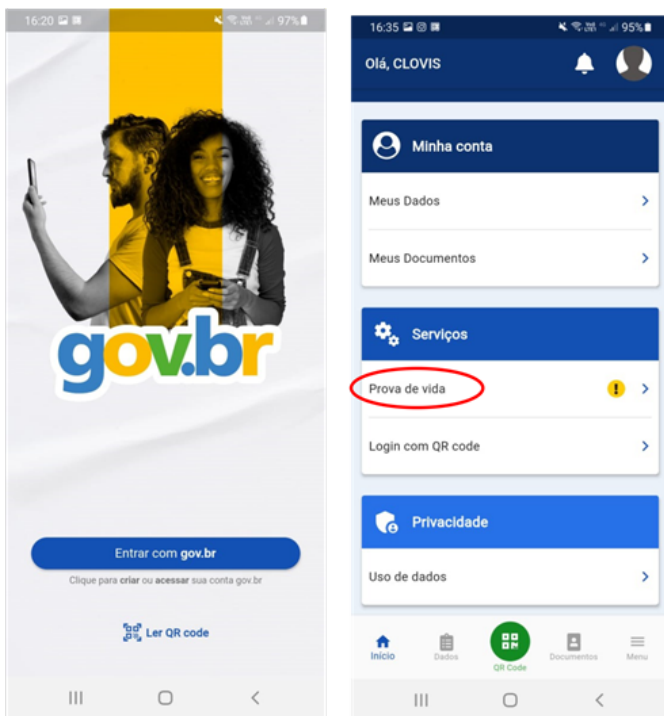 16:20
97%
gov.br
Entrar com gov.br
Clique para criar ou acessar sua conta gov.br
Ler QR code
16:35
95%
Olá, CLOVIS
Minha conta
Meus Dados
Meus Documentos
Serviços
Prova de vida
Login com QR code
Privacidade
Uso de dados
Início
Dados
QR Code
Documentos
Menu